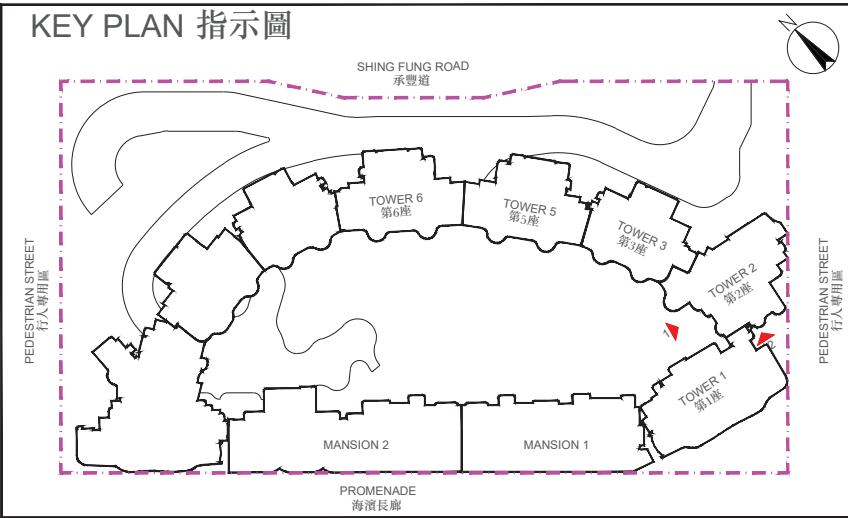 KEY PLAN 指示圖
N
SHING FUNG ROAD
承豐道
TOWER 6
第6座
TOWER 5
第5座
TOWER 3
第3座
TOWER 2
第2座
PEDESTRIAN STREET
行人專用區
PEDESTRIAN STREET
行人專用區
1
2
TOWER 1
第1座
MANSION 2
MANSION 1
PROMENADE
海濱長廊